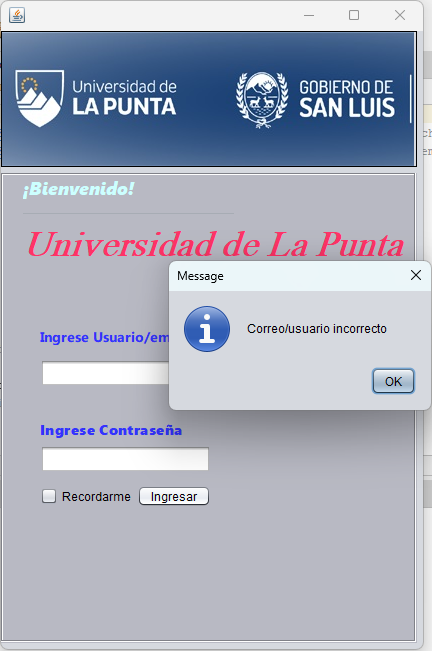 Universidad de
LA PUNTA
GOBIERNO DE
SAN LUIS
¡Bienvenido!
Universidad de La Punta
Message
Correo/usuario incorrecto
OK
Ingrese Usuario/em
Ingrese Contraseña
Recordarme
Ingresar